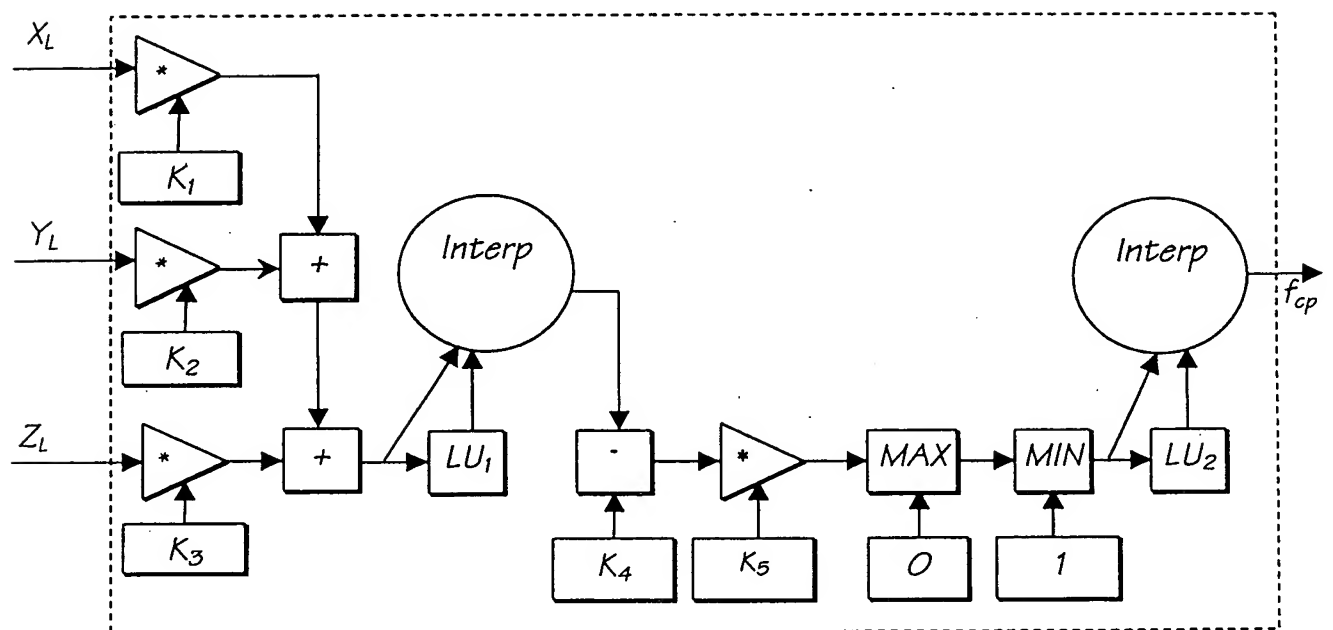 X_L
*
K_1
Y_L
*
+
Interp
Interp
f_cp
K_2
Z_L
*
+
LU_1
-
*
MAX
MIN
LU_2
K_3
K_4
K_5
0
1